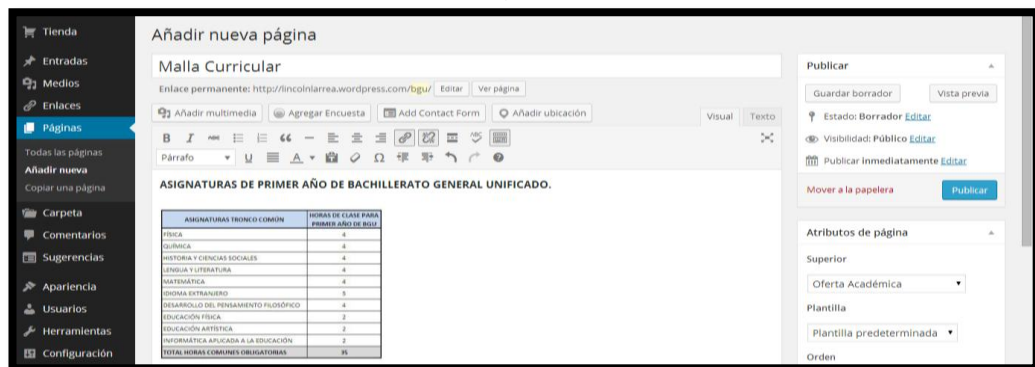 Tienda
Entradas
Medios
Enlaces
Páginas
Todas las páginas
Añadir nueva
Copiar una página
Carpeta
Comentarios
Sugerencias
Apariencia
Usuarios
Herramientas
Configuración
Añadir nueva página
Malla Curricular
Enlace permanente: http://lincolnlarrea.wordpress.com/bgu/ Editar Ver página
Añadir multimedia Agregar Encuesta Add Contact Form Añadir ubicación
Visual Texto
Párrafo
ASIGNATURAS DE PRIMER AÑO DE BACHILLERATO GENERAL UNIFICADO.
ASIGNATURAS TRONCO COMÚN HORAS DE CLASE PARA
PRIMER AÑO DE BGU
FÍSICA 4
QUÍMICA 4
HISTORIA Y CIENCIAS SOCIALES 4
LENGUA Y LITERATURA 4
MATEMÁTICA 4
IDIOMA EXTRANJERO 5
DESARROLLO DEL PENSAMIENTO FILOSÓFICO 4
EDUCACIÓN FÍSICA 2
EDUCACIÓN ARTÍSTICA 2
INFORMÁTICA APLICADA A LA EDUCACIÓN 2
TOTAL HORAS COMUNES OBLIGATORIAS 35
Publicar
Guardar borrador Vista previa
Estado: Borrador Editar
Visibilidad: Público Editar
Publicar inmediatamente Editar
Mover a la papelera Publicar
Atributos de página
Superior
Oferta Académica
Plantilla
Plantilla predeterminada
Orden